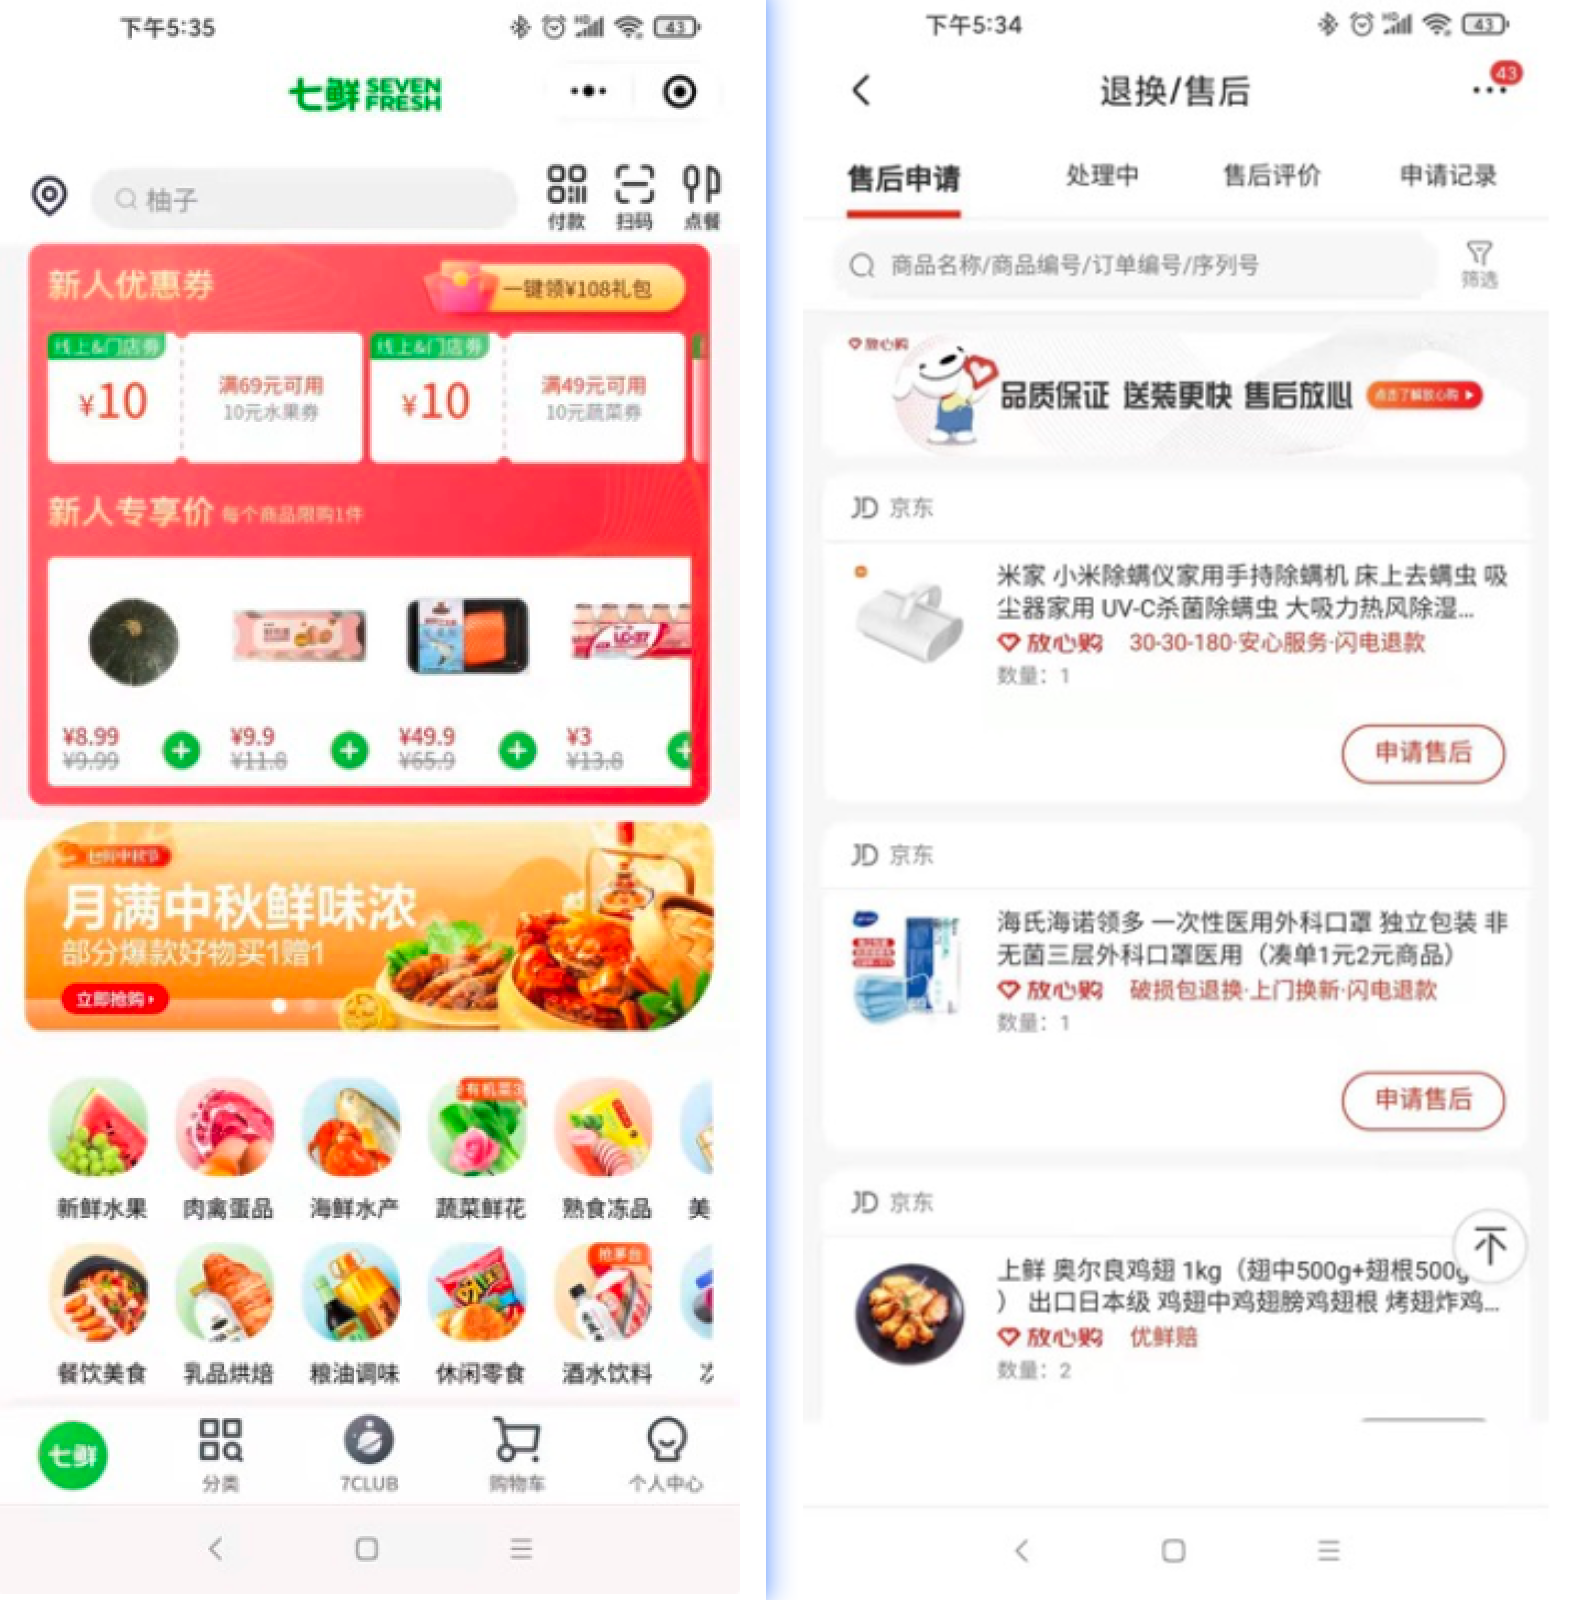 下午5:35
43
七鲜 SEVEN FRESH
柚子
付款 扫码 点餐
新人优惠券
一键领¥108礼包
线上&门店券
¥10
满69元可用
10元水果券
线上&门店券
¥10
满49元可用
10元蔬菜券
新人专享价 每个商品限购1件
¥8.99 ¥9.9 ¥49.9 ¥3
¥9.99 ¥11.8 ¥65.9 ¥13.8
七鲜中秋节
月满中秋鲜味浓
部分爆款好物买1赠1
立即抢购
有机菜3
新鲜水果 肉禽蛋品 海鲜水产 蔬菜鲜花 熟食冻品 美
抢茅台
餐饮美食 乳品烘焙 粮油调味 休闲零食 酒水饮料
七鲜 分类 7CLUB 购物车 个人中心
下午5:34
43
退换/售后
43
售后申请 处理中 售后评价 申请记录
商品名称/商品编号/订单编号/序列号
筛选
放心购
品质保证 送装更快 售后放心
点击了解放心购
JD 京东
米家 小米除螨仪家用手持除螨机 床上去螨虫 吸
尘器家用 UV-C杀菌除螨虫 大吸力热风除湿...
放心购 30-30-180·安心服务·闪电退款
数量：1
申请售后
JD 京东
海氏海诺领多 一次性医用外科口罩 独立包装 非
无菌三层外科口罩医用（凑单1元2元商品）
放心购 破损包退换·上门换新·闪电退款
数量：1
申请售后
JD 京东
上鲜 奥尔良鸡翅 1kg（翅中500g+翅根500g
） 出口日本级 鸡翅中鸡翅膀鸡翅根 烤翅炸鸡...
放心购 优鲜赔
数量：2